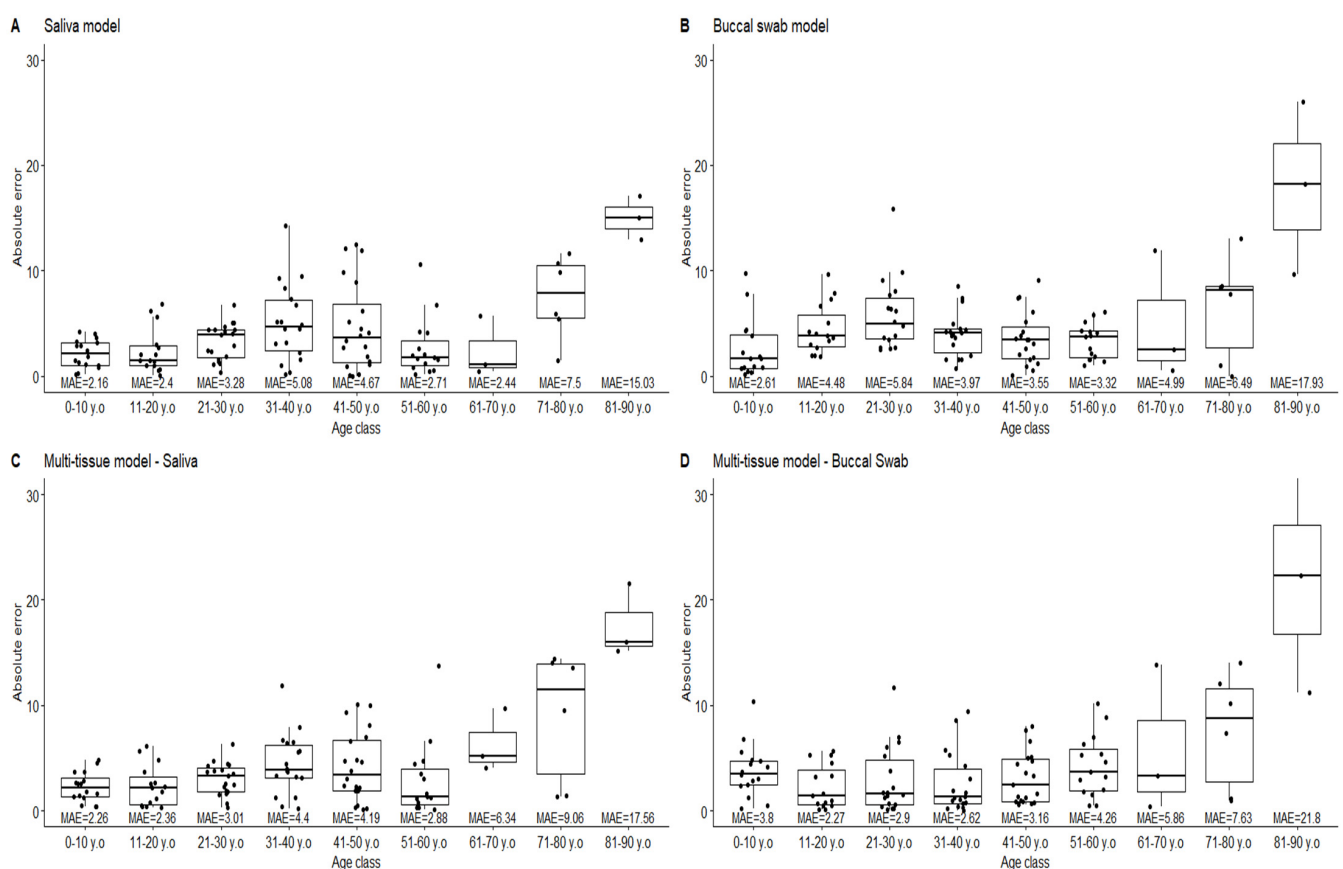 A Saliva model
30
20
10
0
Absolute error
MAE=2.16 MAE=2.4 MAE=3.28 MAE=5.08 MAE=4.67 MAE=2.71 MAE=2.44 MAE=7.5 MAE=15.03
0-10 y.o 11-20 y.o 21-30 y.o 31-40 y.o 41-50 y.o 51-60 y.o 61-70 y.o 71-80 y.o 81-90 y.o
Age class
B Buccal swab model
30
20
10
0
Absolute error
MAE=2.61 MAE=4.48 MAE=5.84 MAE=3.97 MAE=3.55 MAE=3.32 MAE=4.99 MAE=6.49 MAE=17.93
0-10 y.o 11-20 y.o 21-30 y.o 31-40 y.o 41-50 y.o 51-60 y.o 61-70 y.o 71-80 y.o 81-90 y.o
Age class
C Multi-tissue model - Saliva
30
20
10
0
Absolute error
MAE=2.26 MAE=2.36 MAE=3.01 MAE=4.4 MAE=4.19 MAE=2.88 MAE=6.34 MAE=9.06 MAE=17.56
0-10 y.o 11-20 y.o 21-30 y.o 31-40 y.o 41-50 y.o 51-60 y.o 61-70 y.o 71-80 y.o 81-90 y.o
Age class
D Multi-tissue model - Buccal Swab
30
20
10
0
Absolute error
MAE=3.8 MAE=2.27 MAE=2.9 MAE=2.62 MAE=3.16 MAE=4.26 MAE=5.86 MAE=7.63 MAE=21.8
0-10 y.o 11-20 y.o 21-30 y.o 31-40 y.o 41-50 y.o 51-60 y.o 61-70 y.o 71-80 y.o 81-90 y.o
Age class